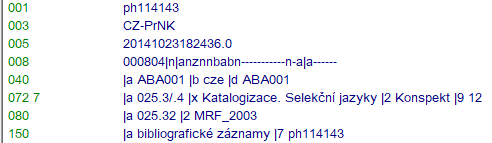 001 ph114143
003 CZ-PrNK
005 20141023182436.0
008 000804|n|anznnbabn-----------n-a|a------
040 |a ABA001 |b cze |d ABA001
072 7 |a 025.3/.4 |x Katalogizace. Selekční jazyky |2 Konspekt |9 12
080 |a 025.32 |2 MRF_2003
150 |a bibliografické záznamy |7 ph114143